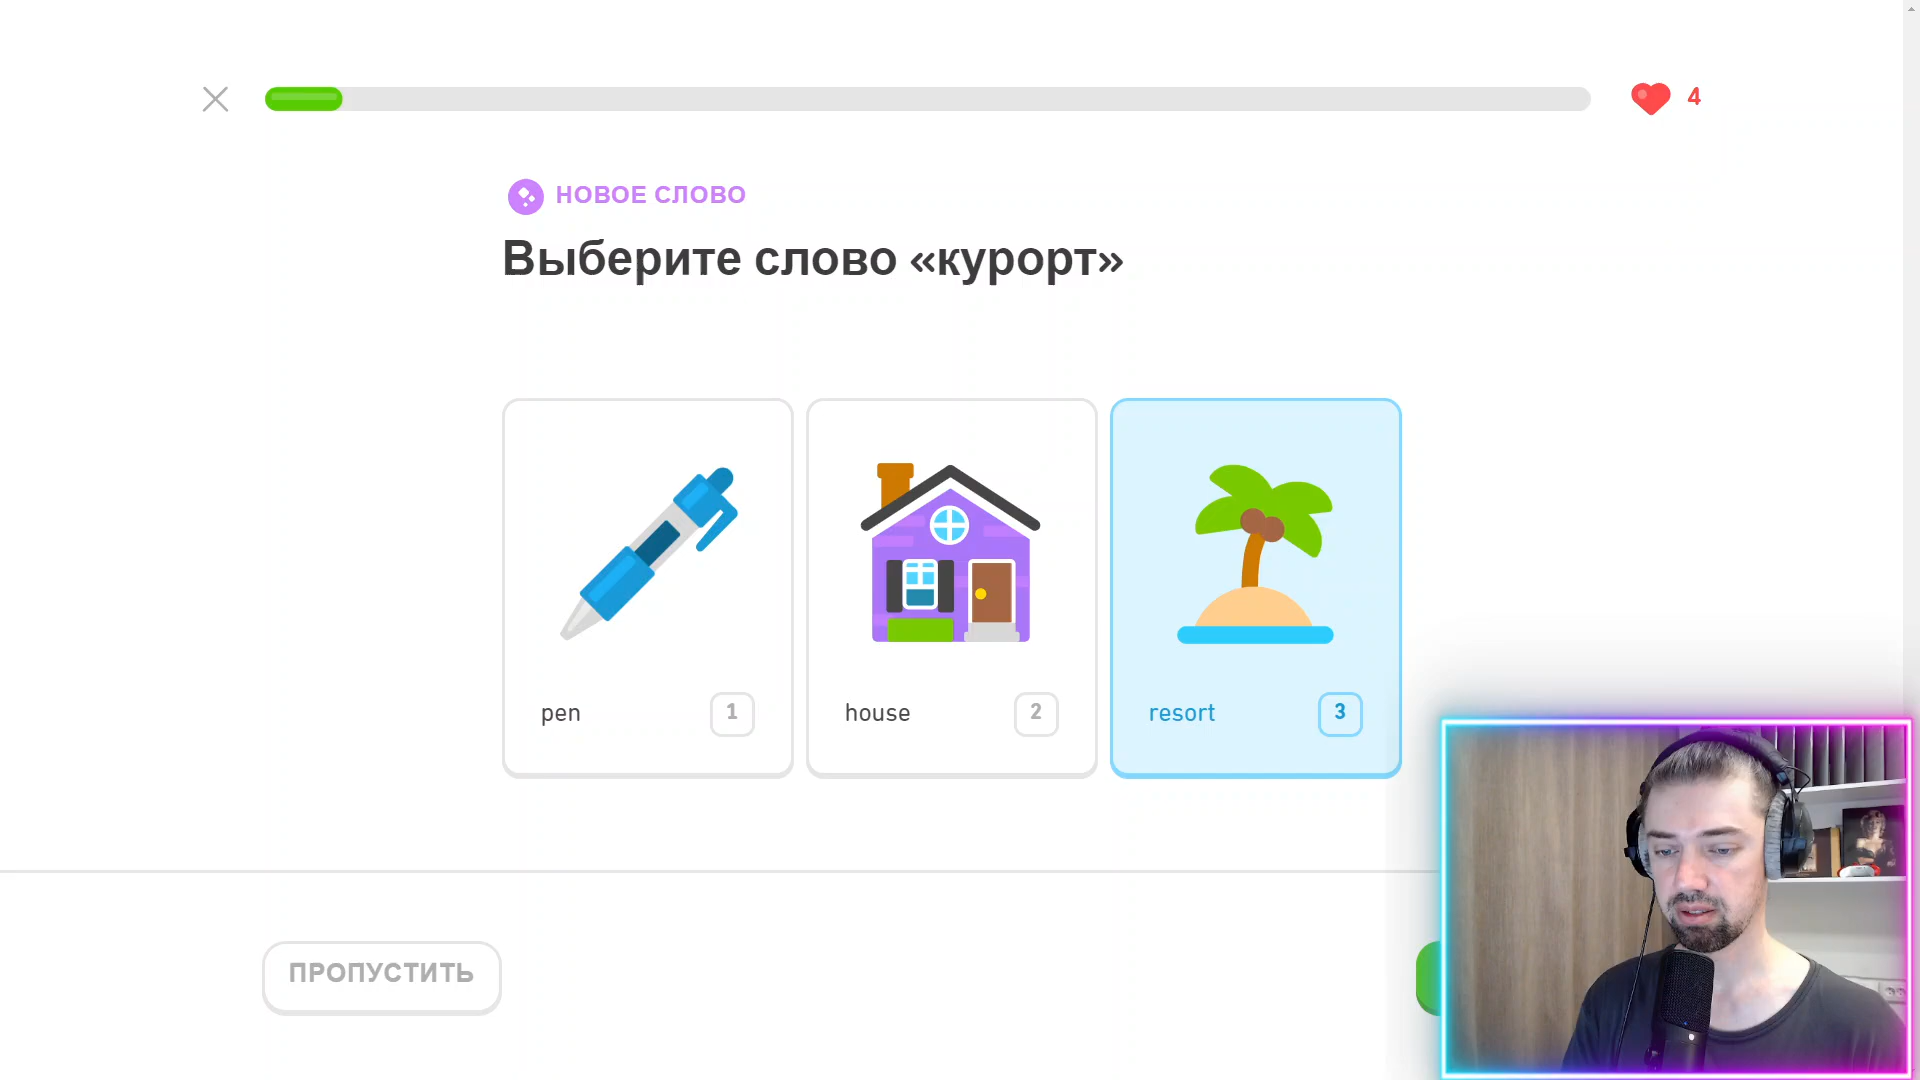 4
НОВОЕ СЛОВО
Выберите слово «курорт»
pen 1
house 2
resort 3
ПРОПУСТИТЬ